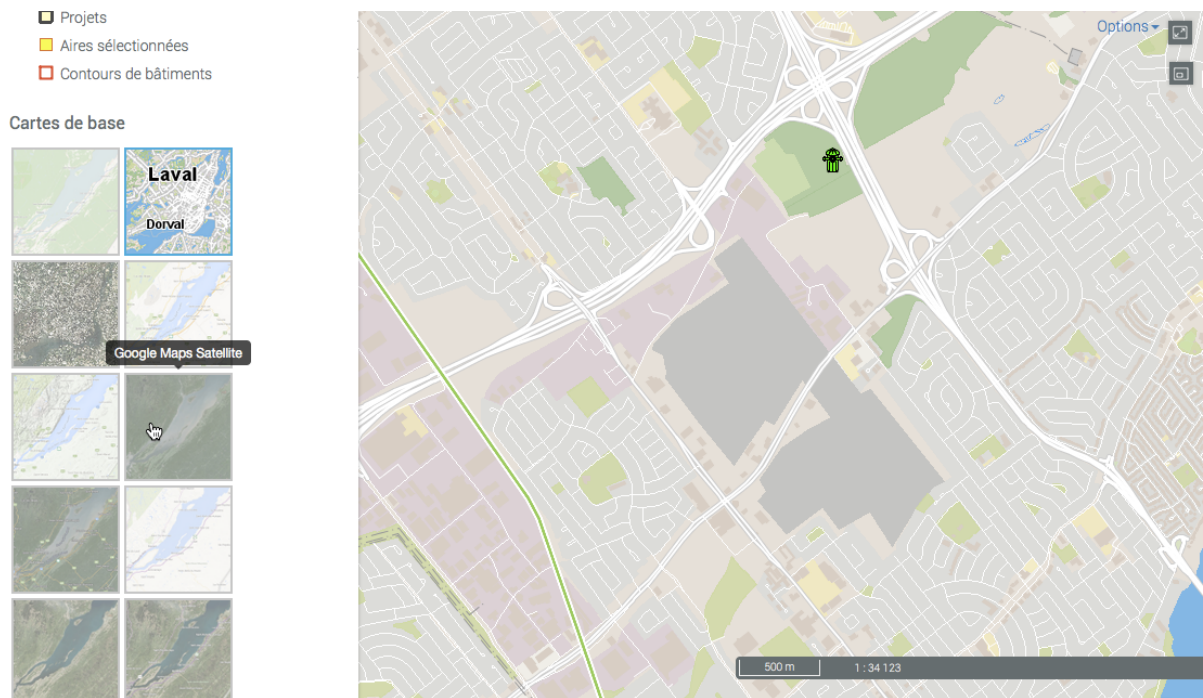 Projets
Aires sélectionnées
Contours de bâtiments
Cartes de base
Laval
Dorval
Google Maps Satellite
Options
500 m
1 : 34 123